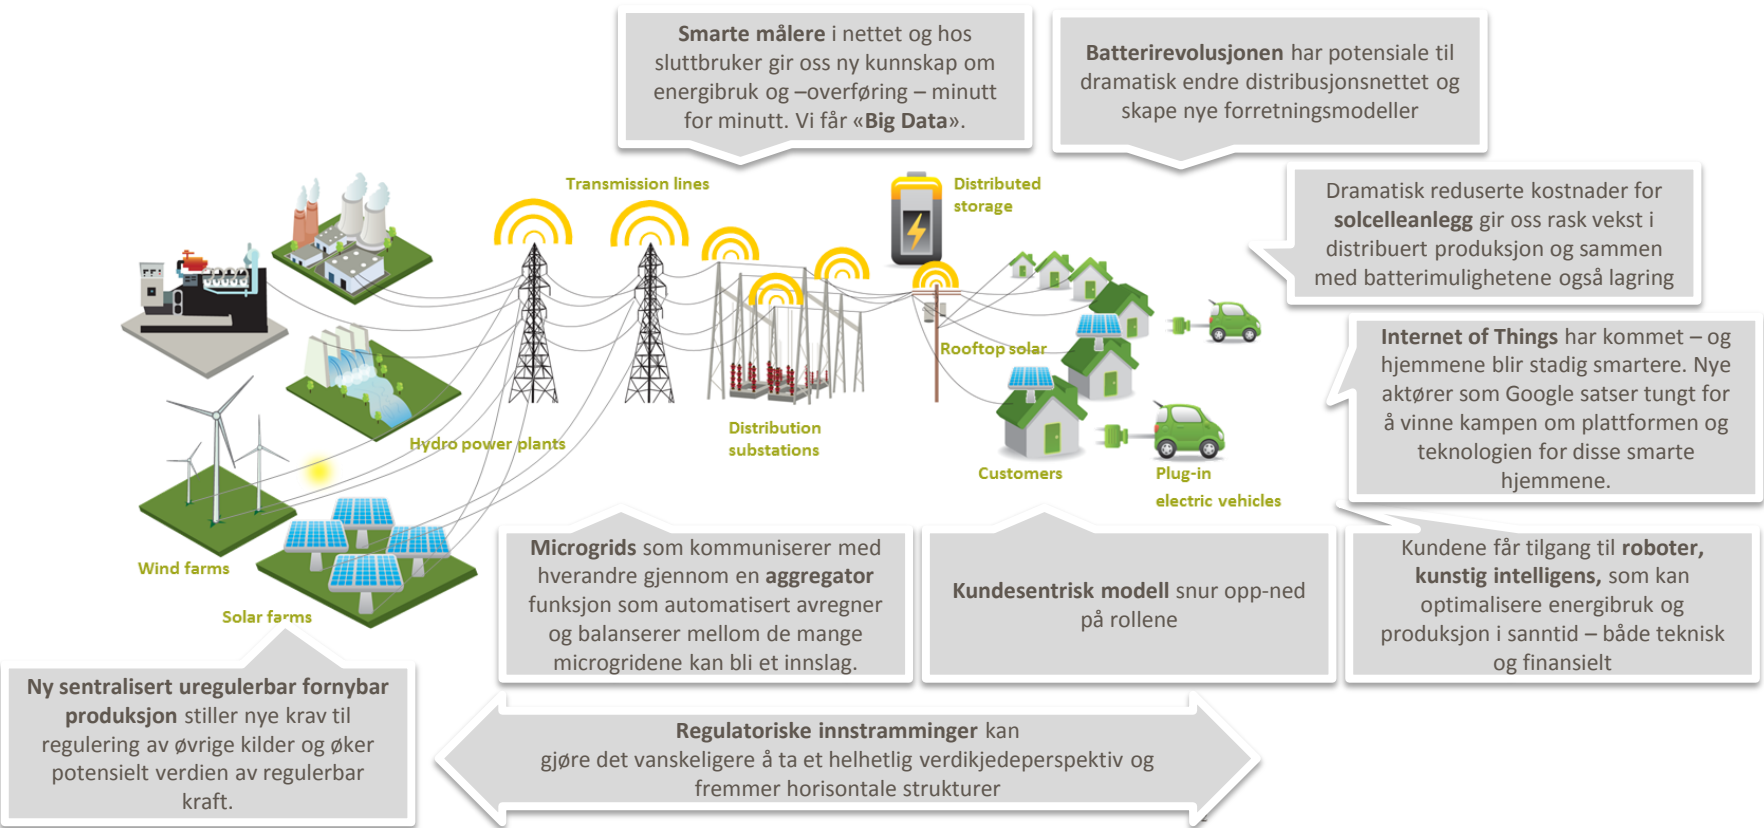 Smarte målere i nettet og hos
sluttbruker gir oss ny kunnskap om
energibruk og –overføring – minutt
for minutt. Vi får «Big Data».
Batterirevolusjonen har potensiale til
dramatisk endre distribusjonsnettet og
skape nye forretningsmodeller
Transmission lines
Distributed
storage
Dramatisk reduserte kostnader for
solcelleanlegg gir oss rask vekst i
distribuert produksjon og sammen
med batterimulighetene også lagring
Rooftop solar
Internet of Things har kommet – og
hjemmene blir stadig smartere. Nye
aktører som Google satser tungt for
å vinne kampen om plattformen og
teknologien for disse smarte
hjemmene.
Hydro power plants
Distribution
substations
Customers
Plug-in
electric vehicles
Wind farms
Solar farms
Microgrids som kommuniserer med
hverandre gjennom en aggregator
funksjon som automatisert avregner
og balanserer mellom de mange
microgridene kan bli et innslag.
Kundesentrisk modell snur opp-ned
på rollene
Kundene får tilgang til roboter,
kunstig intelligens, som kan
optimalisere energibruk og
produksjon i sanntid – både teknisk
og finansielt
Ny sentralisert uregulerbar fornybar
produksjon stiller nye krav til
regulering av øvrige kilder og øker
potensielt verdien av regulerbar
kraft.
Regulatoriske innstramminger kan
gjøre det vanskeligere å ta et helhetlig verdikjedeperspektiv og
fremmer horisontale strukturer